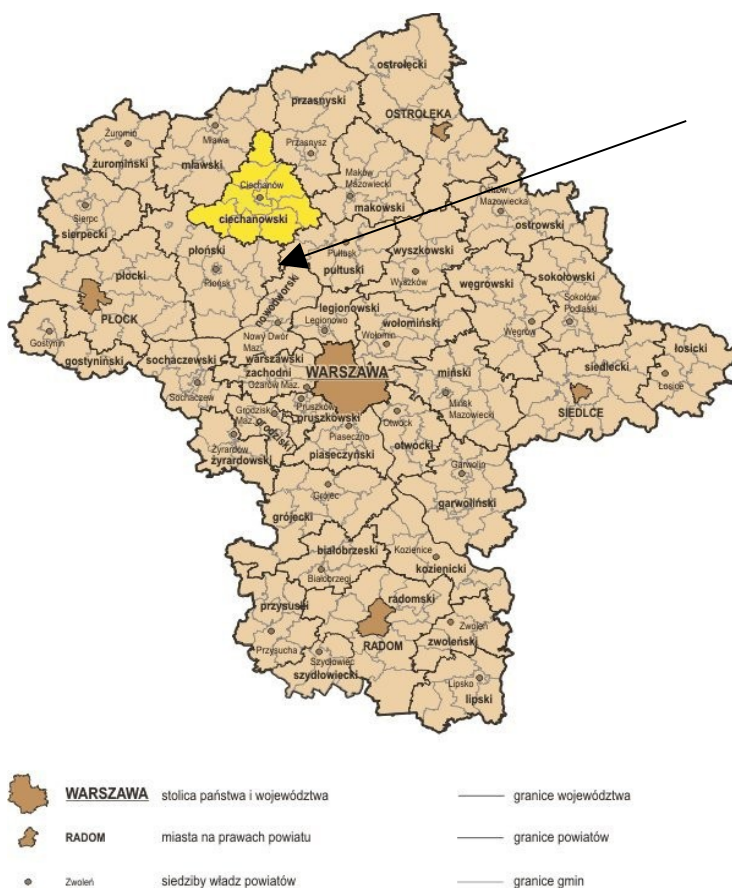 ostrołęcki
przasnyski
OSTROŁĘKA
Żuromin
Mława
Przasnysz
żuromiński
mławski
Ciechanów
Maków
Mazowiecki
Mazowiecka
Sierpc
sierpecki
ciechanowski
makowski
ostrowski
płoński
Pułtusk
wyszkowski
płocki
Płońsk
pułtuski
Wyszków
węgrowski
sokołowski
Sokołów
Podlaski
PŁOCK
nowodworski
legionowski
Legionowo
wołomiński
Węgrów
Gostynin
gostyniński
Nowy Dwór
Maz.
Wołomin
sochaczewski
warszawski
zachodni
WARSZAWA
miński
siedlecki
łosicki
Ożarów Maz.
Łosice
Sochaczew
Pruszków
pruszkowski
Mińsk
Mazowiecki
SIEDLCE
Grodzisk
Maz.
grodziski
Otwock
Piaseczno
otwocki
Żyrardów
żyrardowski
piaseczyński
Garwolin
Grójec
garwoliński
grójecki
białobrzeski
Kozienice
kozienicki
Białobrzegi
przysuski
radomski
Zwoleń
Przysucha
RADOM
zwoleński
Szydłowiec
szydłowiecki
Lipsko
lipski
WARSZAWA stolica państwa i województwa granice województwa
RADOM miasta na prawach powiatu granice powiatów
Zwoleń siedziby władz powiatów granice gmin